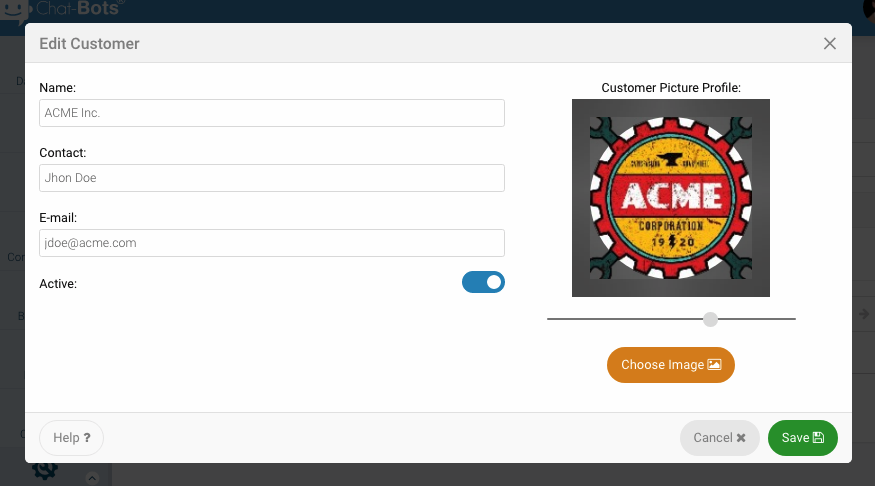 Chat-Bots®
Edit Customer
Name:
ACME Inc.
Contact:
Jhon Doe
E-mail:
jdoe@acme.com
Active:
Customer Picture Profile:
ACME
CORPORATION
19 20
Choose Image
Help ?
Cancel ✖
Save